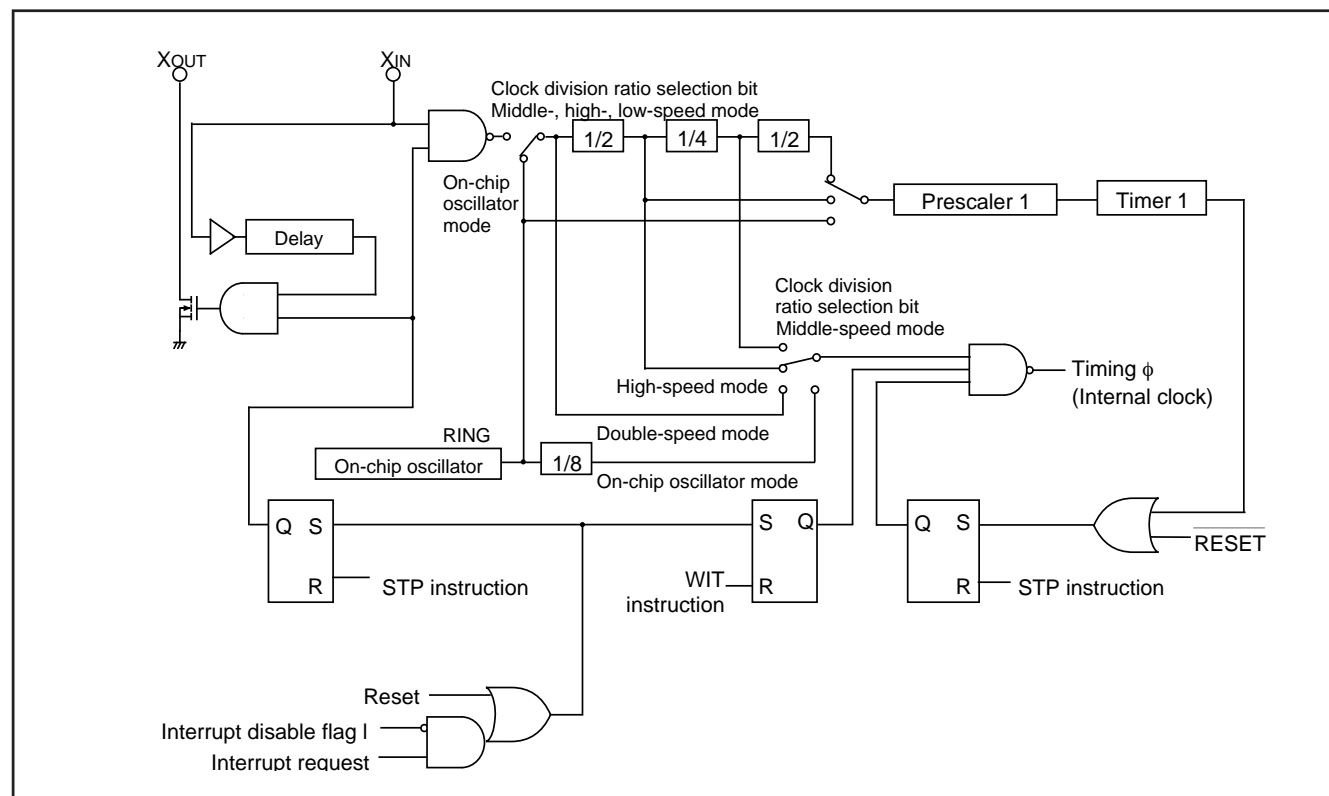 XOUT
XIN
Clock division ratio selection bit
Middle-, high-, low-speed mode
1/2
1/4
1/2
On-chip
oscillator
mode
Prescaler 1
Timer 1
Delay
Clock division
ratio selection bit
Middle-speed mode
High-speed mode
Timing ϕ
(Internal clock)
RING
Double-speed mode
On-chip oscillator
1/8
On-chip oscillator mode
Q S
R
STP instruction
S Q
R
WIT
instruction
Q S
R
STP instruction
RESET
Reset
Interrupt disable flag I
Interrupt request